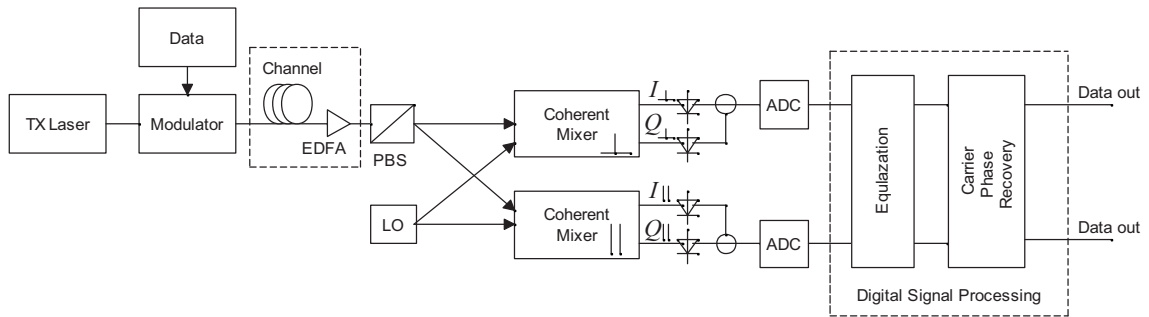 Data
Channel
TX Laser
Modulator
EDFA
PBS
LO
Coherent
Mixer ⊥
Coherent
Mixer ||
I⊥
Q⊥
I||
Q||
ADC
ADC
Equlazation
Carrier
Phase
Recovery
Data out
Data out
Digital Signal Processing